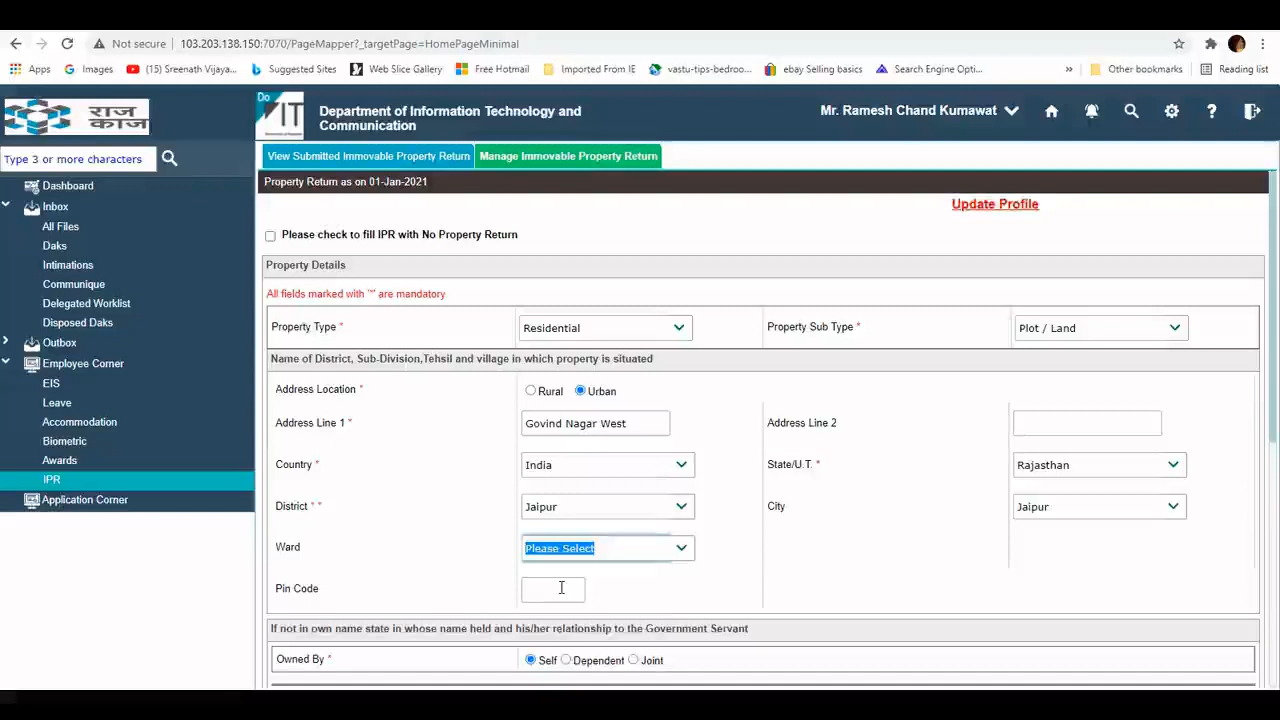 Not secure 103.203.138.150:7070/PageMapper?_targetPage=HomePageMinimal
Apps Images (15) Sreenath Vijaya... Suggested Sites Web Slice Gallery Free Hotmail Imported From IE vastu-tips-bedroo... ebay Selling basics Search Engine Opti... » Other bookmarks Reading list
राज काज
Do IT
Department of Information Technology and
Communication
Mr. Ramesh Chand Kumawat
Type 3 or more characters
View Submitted Immovable Property Return
Manage Immovable Property Return
Dashboard
Inbox
All Files
Daks
Intimations
Communique
Delegated Worklist
Disposed Daks
Outbox
Employee Corner
EIS
Leave
Accommodation
Biometric
Awards
IPR
Application Corner
Property Return as on 01-Jan-2021
Update Profile
Please check to fill IPR with No Property Return
Property Details
All fields marked with '*' are mandatory
Property Type * Residential Property Sub Type * Plot / Land
Name of District, Sub-Division,Tehsil and village in which property is situated
Address Location * Rural Urban
Address Line 1 * Govind Nagar West Address Line 2
Country * India State/U.T. * Rajasthan
District * * Jaipur City Jaipur
Ward Please Select
Pin Code
If not in own name state in whose name held and his/her relationship to the Government Servant
Owned By * Self Dependent Joint